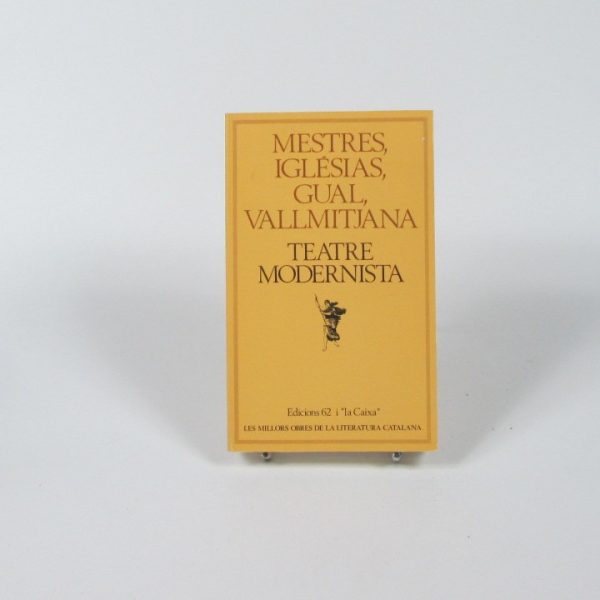 MESTRES,
IGLÉSIAS,
GUAL,
VALLMITJANA
TEATRE
MODERNISTA
Edicions 62 i "la Caixa"
LES MILLORS OBRES DE LA LITERATURA CATALANA